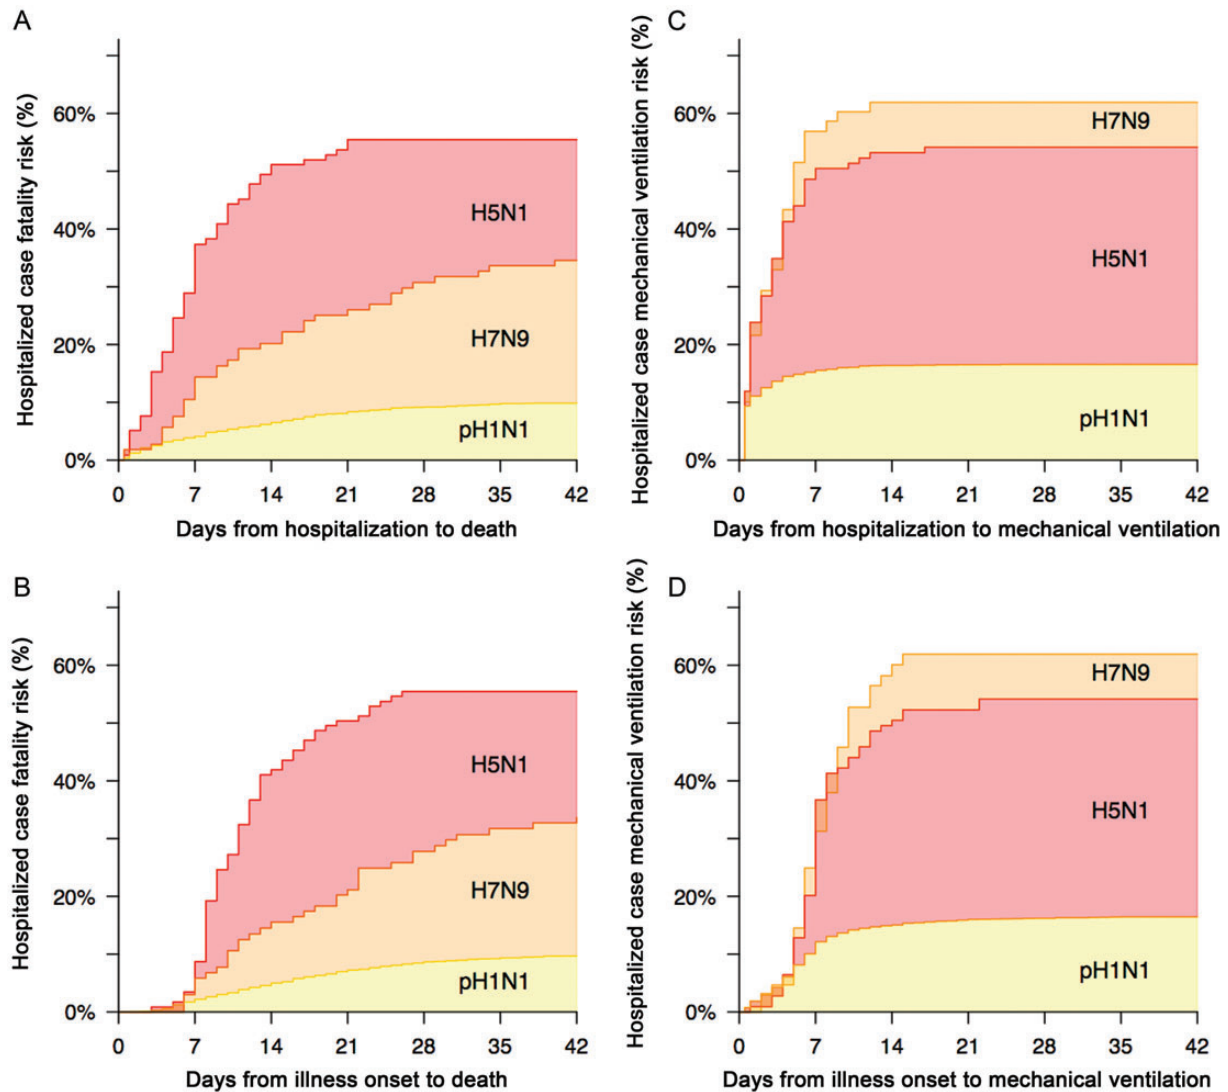 A
Hospitalized case fatality risk (%)
60%
40%
20%
0%
H5N1
H7N9
pH1N1
0 7 14 21 28 35 42
Days from hospitalization to death
C
Hospitalized case mechanical ventilation risk (%)
60%
40%
20%
0%
H7N9
H5N1
pH1N1
0 7 14 21 28 35 42
Days from hospitalization to mechanical ventilation
B
Hospitalized case fatality risk (%)
60%
40%
20%
0%
H5N1
H7N9
pH1N1
0 7 14 21 28 35 42
Days from illness onset to death
D
Hospitalized case mechanical ventilation risk (%)
60%
40%
20%
0%
H7N9
H5N1
pH1N1
0 7 14 21 28 35 42
Days from illness onset to mechanical ventilation